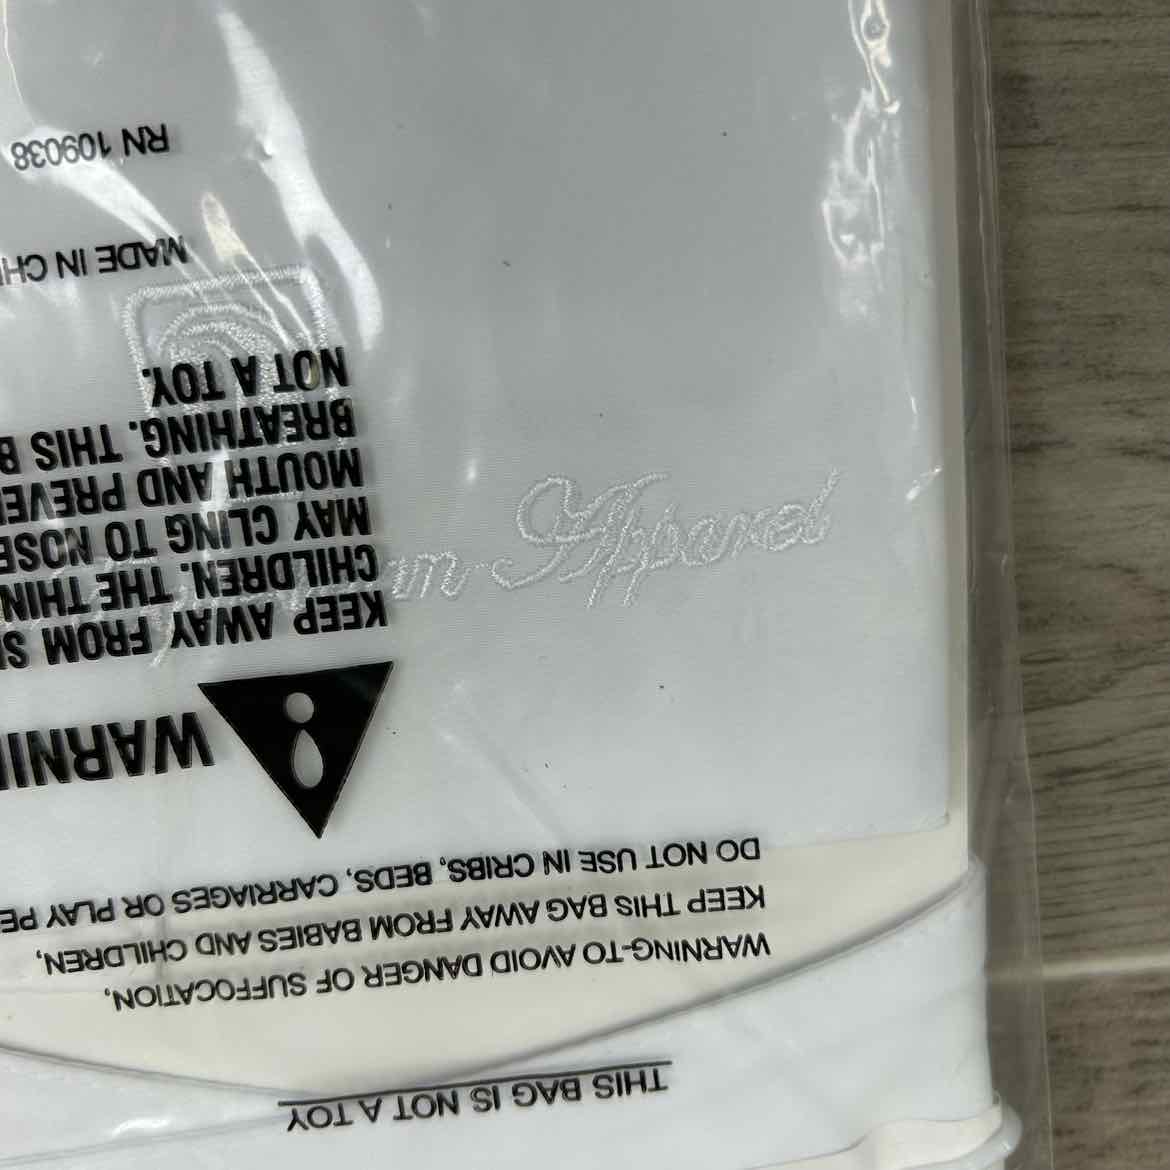 THIS BAG IS NOT A TOY
WARNING-TO AVOID DANGER OF SUFFOCATION,
KEEP THIS BAG AWAY FROM BABIES AND CHILDREN,
DO NOT USE IN CRIBS, BEDS, CARRIAGES OR PLAY PE
WARNI
KEEP AWAY FROM S
CHILDREN. THE THIN
MAY CLING TO NOSE
MOUTH AND PREVE
BREATHING. THIS B
NOT A TOY.
MADE IN CHI
RN 109038
Apparel